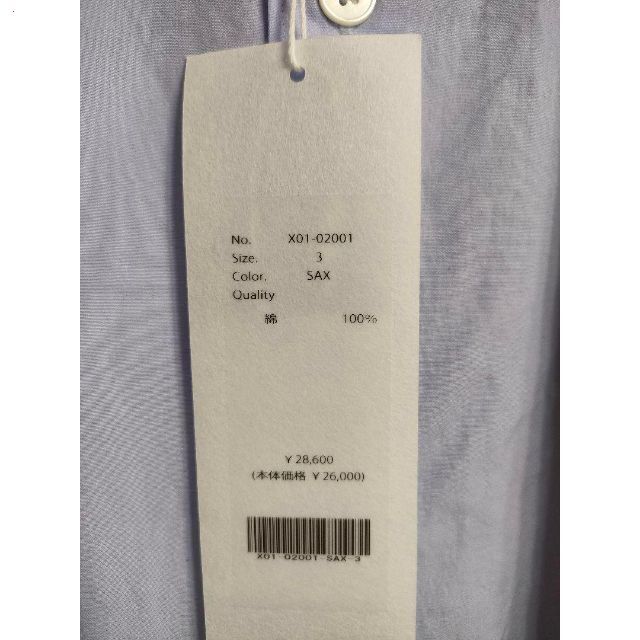 No. X01-02001
Size. 3
Color. SAX
Quality
綿 100%
¥28,600
(本体価格 ¥26,000)
X01-02001-SAX-3